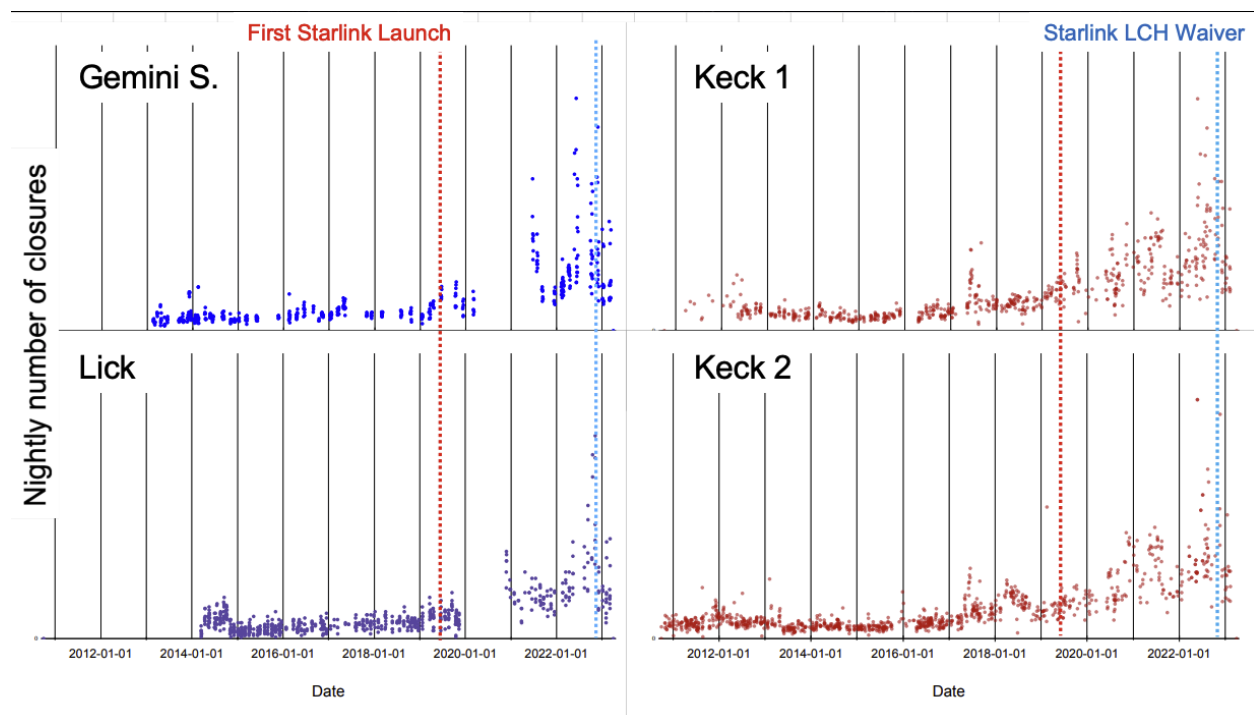 First Starlink Launch
Starlink LCH Waiver
Gemini S.
Keck 1
Nightly number of closures
Lick
Keck 2
0
0
2012-01-01 2014-01-01 2016-01-01 2018-01-01 2020-01-01 2022-01-01
2012-01-01 2014-01-01 2016-01-01 2018-01-01 2020-01-01 2022-01-01
Date
Date